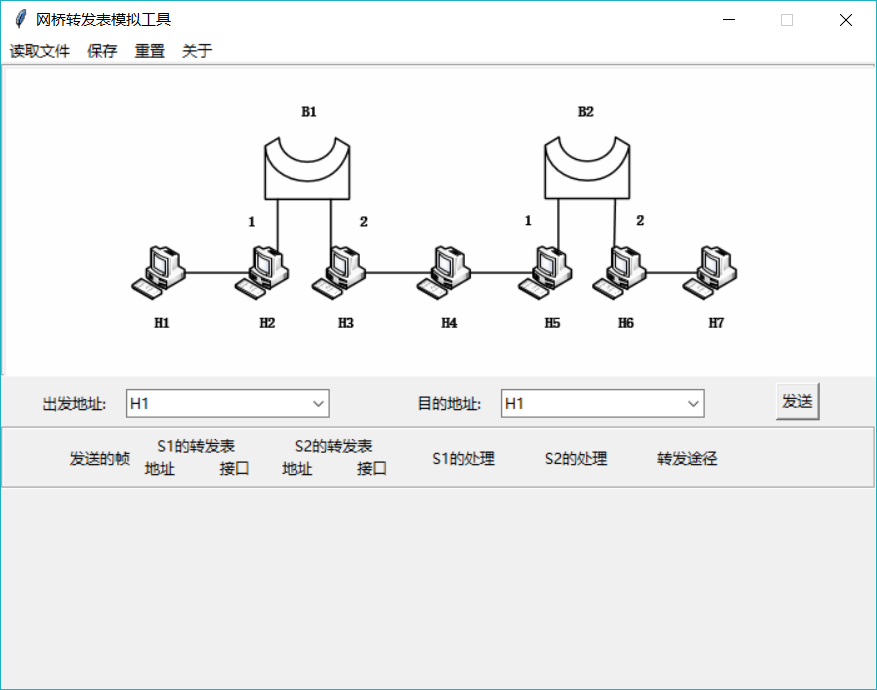 网桥转发表模拟工具
读取文件 保存 重置 关于
B1 B2
1 2 1 2
H1 H2 H3 H4 H5 H6 H7
出发地址: H1 目的地址: H1 发送
发送的帧 S1的转发表 地址 接口 S2的转发表 地址 接口 S1的处理 S2的处理 转发途径